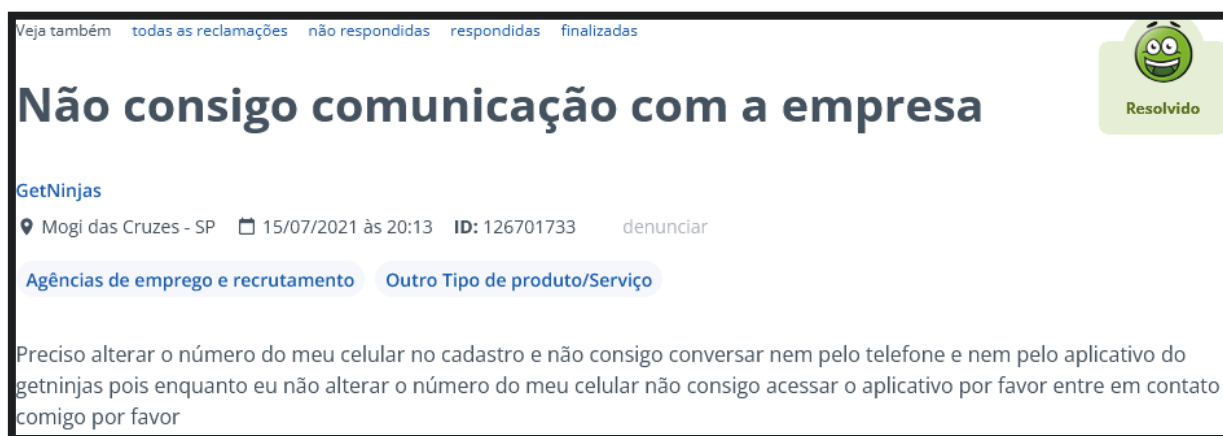 Veja também todas as reclamações não respondidas respondidas finalizadas
Não consigo comunicação com a empresa
Resolvido
GetNinjas
Mogi das Cruzes - SP 15/07/2021 às 20:13 ID: 126701733 denunciar
Agências de emprego e recrutamento Outro Tipo de produto/Serviço
Preciso alterar o número do meu celular no cadastro e não consigo conversar nem pelo telefone e nem pelo aplicativo do
getninjas pois enquanto eu não alterar o número do meu celular não consigo acessar o aplicativo por favor entre em contato
comigo por favor